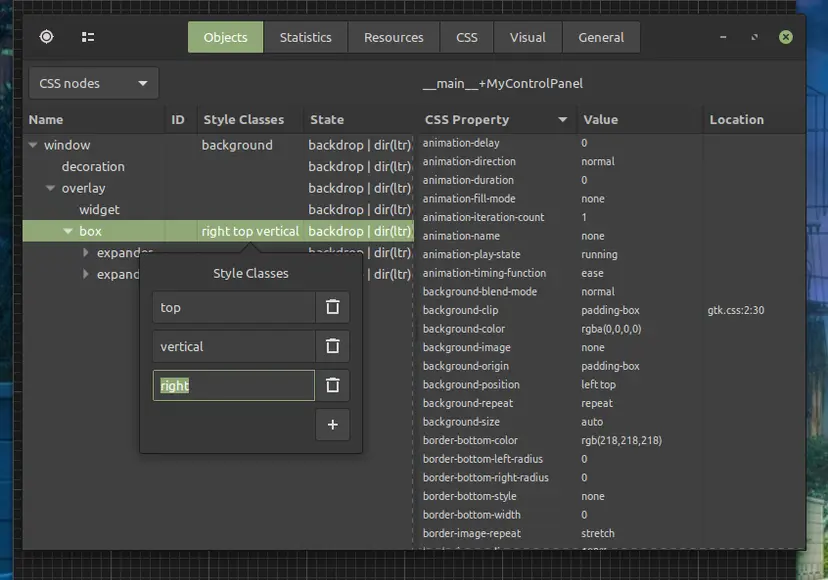 Objects Statistics Resources CSS Visual General
CSS nodes __main__+MyControlPanel
Name ID Style Classes State CSS Property Value Location
window background backdrop | dir(ltr)
decoration backdrop | dir(ltr)
overlay backdrop | dir(ltr)
widget backdrop | dir(ltr)
box right top vertical backdrop | dir(ltr)
expander backdrop | dir(ltr)
expand | dir(ltr)
Style Classes
top
vertical
right
+
animation-delay 0
animation-direction normal
animation-duration 0
animation-fill-mode none
animation-iteration-count 1
animation-name none
animation-play-state running
animation-timing-function ease
background-blend-mode normal
background-clip padding-box gtk.css:2:30
background-color rgba(0,0,0,0)
background-image none
background-origin padding-box
background-position left top
background-repeat repeat
background-size auto
border-bottom-color rgb(218,218,218)
border-bottom-left-radius 0
border-bottom-right-radius 0
border-bottom-style none
border-bottom-width 0
border-image-repeat stretch